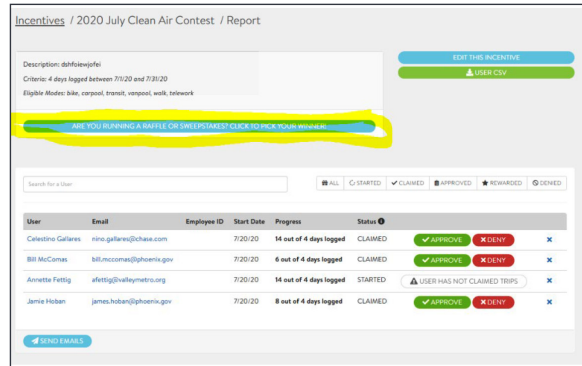 Incentives / 2020 July Clean Air Contest / Report
Description: dshfoiewjofei
Criteria: 4 days logged between 7/1/20 and 7/31/20
Eligible Modes: bike, carpool, transit, vanpool, walk, telework
EDIT THIS INCENTIVE
USER CSV
ARE YOU RUNNING A RAFFLE OR SWEEPSTAKES? CLICK TO PICK YOUR WINNER!
Search for a User
ALL STARTED CLAIMED APPROVED REWARDED DENIED
User Email Employee ID Start Date Progress Status
Celestino Gallares nino.gallares@chase.com 7/20/20 14 out of 4 days logged CLAIMED APPROVE DENY
Bill McComas bill.mccomas@phoenix.gov 7/20/20 6 out of 4 days logged CLAIMED APPROVE DENY
Annette Fettig afettig@valleymetro.org 7/20/20 14 out of 4 days logged STARTED USER HAS NOT CLAIMED TRIPS
Jamie Hoban james.hoban@phoenix.gov 7/20/20 8 out of 4 days logged CLAIMED APPROVE DENY
SEND EMAILS